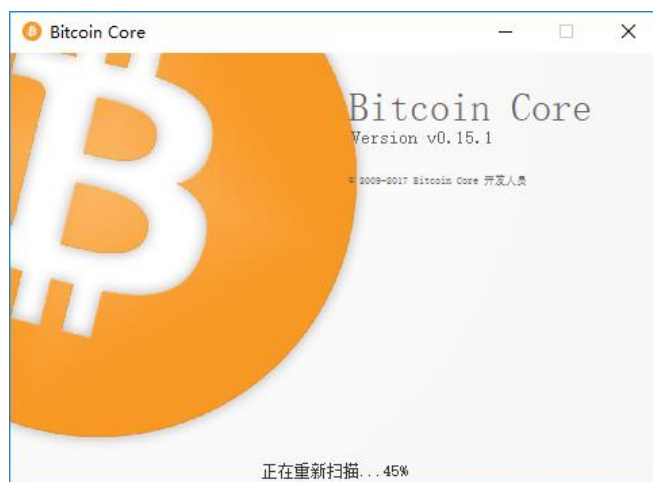 Bitcoin Core
Bitcoin Core
Version v0.15.1
© 2009-2017 Bitcoin Core 开发人员
正在重新扫描...45%